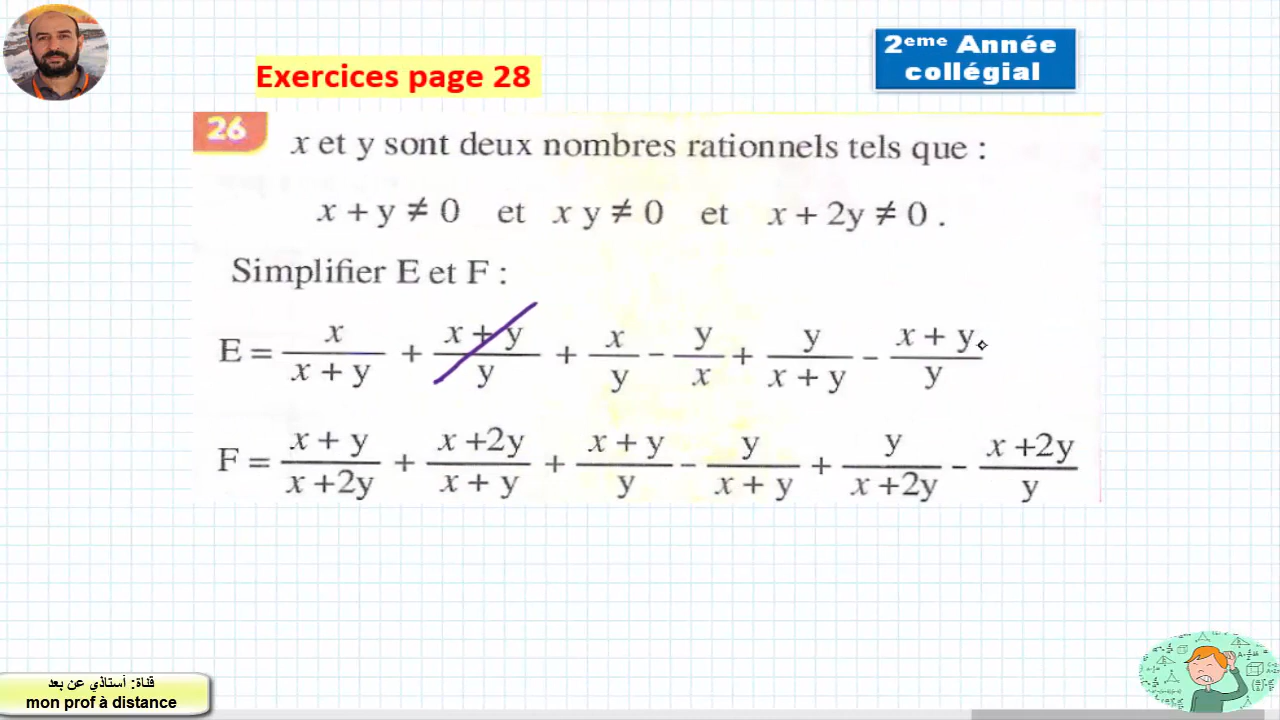 2eme Année
collégial
Exercices page 28
26
x et y sont deux nombres rationnels tels que :
x + y ≠ 0 et x y ≠ 0 et x + 2y ≠ 0 .
Simplifier E et F :
E = x/(x + y) + (x + y)/y + x/y - y/x + y/(x + y) - (x + y)/y
F = (x + y)/(x +2y) + (x +2y)/(x + y) + (x + y)/y - y/(x + y) + y/(x +2y) - (x +2y)/y
قناة: أستاذي عن بعد
mon prof à distance